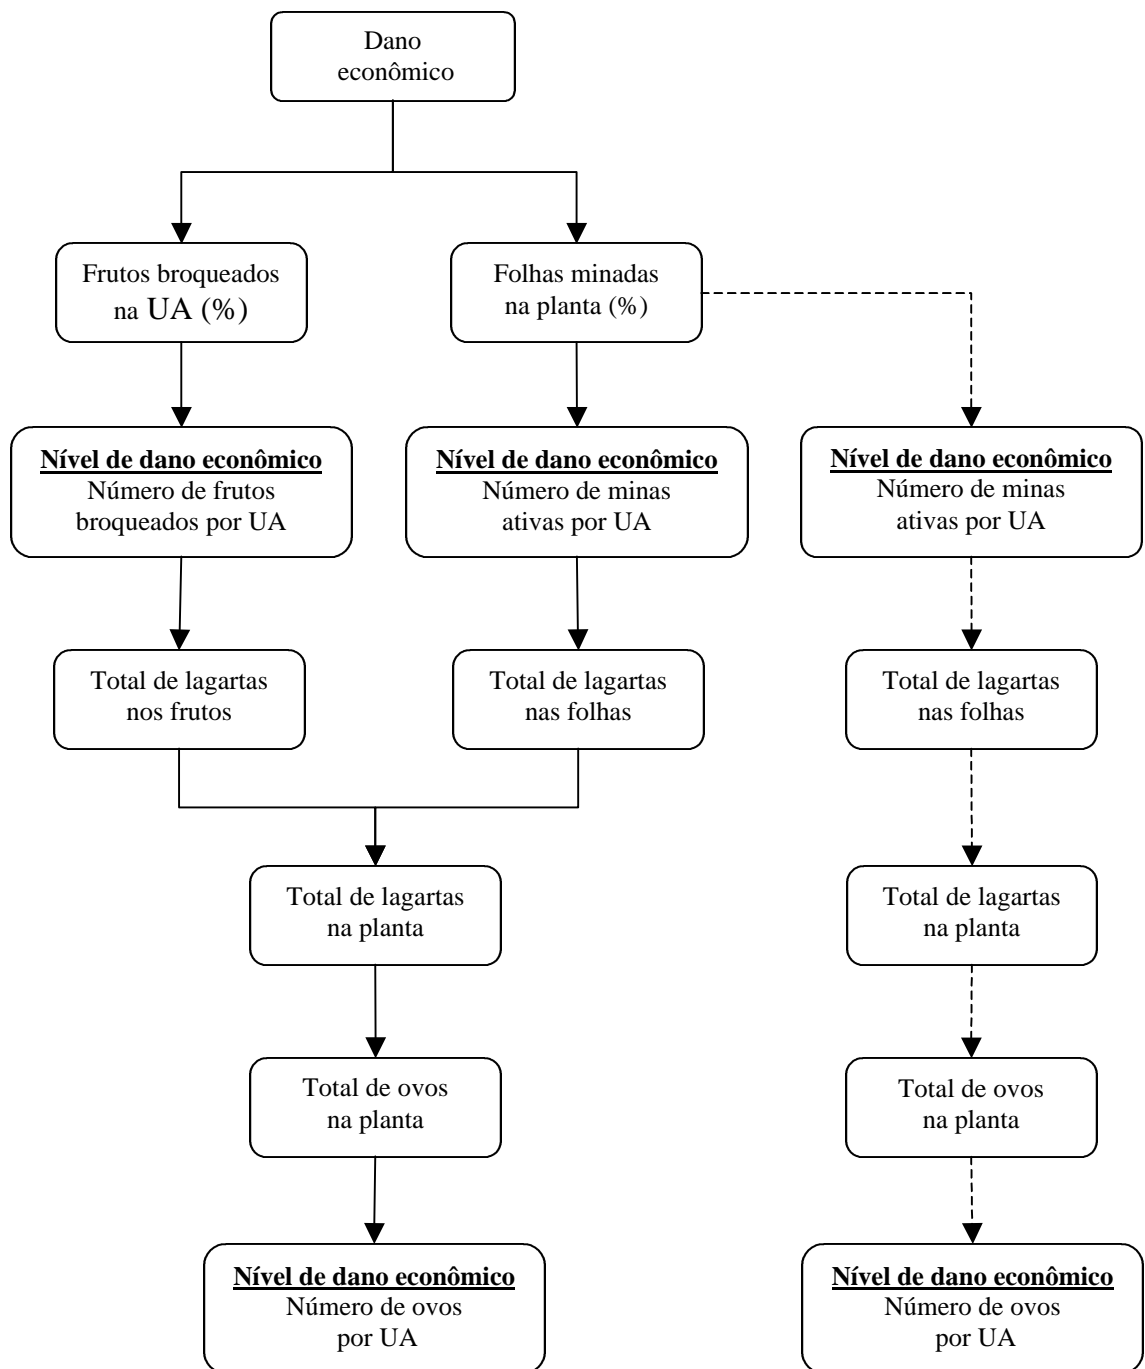 Dano
econômico
Frutos broqueados
na UA (%)
Folhas minadas
na planta (%)
Nível de dano econômico
Número de frutos
broqueados por UA
Nível de dano econômico
Número de minas
ativas por UA
Nível de dano econômico
Número de minas
ativas por UA
Total de lagartas
nos frutos
Total de lagartas
nas folhas
Total de lagartas
nas folhas
Total de lagartas
na planta
Total de lagartas
na planta
Total de ovos
na planta
Total de ovos
na planta
Nível de dano econômico
Número de ovos
por UA
Nível de dano econômico
Número de ovos
por UA